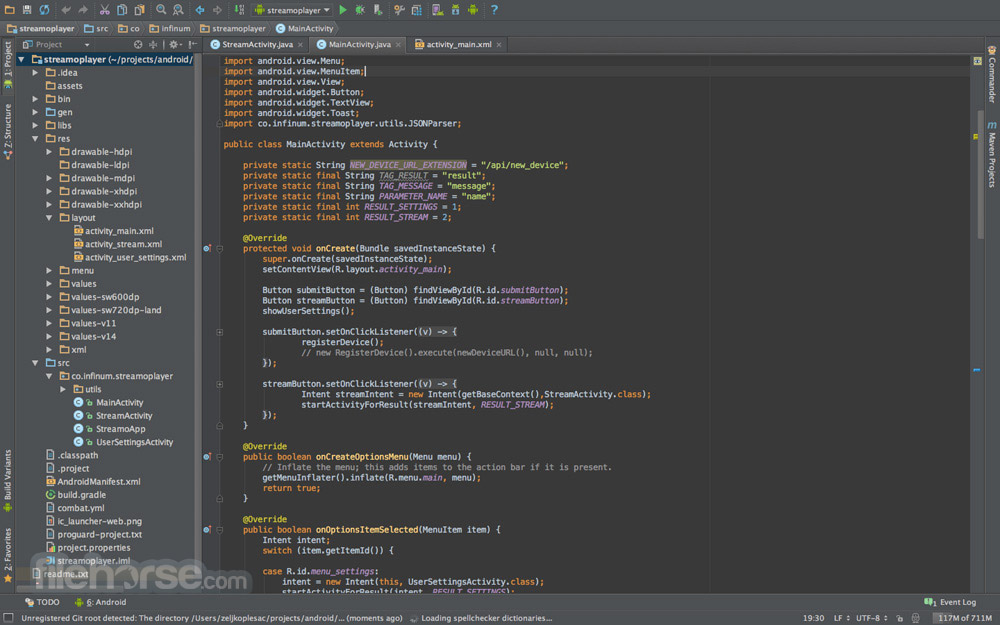 streamoplayer
streamoplayer src co infinum streamoplayer MainActivity
Project
StreamActivity.java MainActivity.java activity_main.xml
1: Project
Z: Structure
Build Variants
2: Favorites
Commander
Maven Projects
streamoplayer (~/projects/android/
.idea
assets
bin
gen
libs
res
drawable-hdpi
drawable-ldpi
drawable-mdpi
drawable-xhdpi
drawable-xxhdpi
layout
activity_main.xml
activity_stream.xml
activity_user_settings.xml
menu
values
values-sw600dp
values-sw720dp-land
values-v11
values-v14
xml
src
co.infinum.streamoplayer
utils
MainActivity
StreamActivity
StreamoApp
UserSettingsActivity
.classpath
.project
AndroidManifest.xml
build.gradle
combat.yml
ic_launcher-web.png
proguard-project.txt
project.properties
streamoplayer.iml
readme.txt
filehorse.com
import android.view.Menu;
import android.view.MenuItem;
import android.view.View;
import android.widget.Button;
import android.widget.TextView;
import android.widget.Toast;
import co.infinum.streamoplayer.utils.JSONParser;
public class MainActivity extends Activity {
private static String NEW_DEVICE_URL_EXTENSION = "/api/new_device";
private static final String TAG_RESULT = "result";
private static final String TAG_MESSAGE = "message";
private static final String PARAMETER_NAME = "name";
private static final int RESULT_SETTINGS = 1;
private static final int RESULT_STREAM = 2;
@Override
protected void onCreate(Bundle savedInstanceState) {
super.onCreate(savedInstanceState);
setContentView(R.layout.activity_main);
Button submitButton = (Button) findViewById(R.id.submitButton);
Button streamButton = (Button) findViewById(R.id.streamButton);
showUserSettings();
submitButton.setOnClickListener((v) -> {
registerDevice();
// new RegisterDevice().execute(newDeviceURL(), null, null);
});
streamButton.setOnClickListener((v) -> {
Intent streamIntent = new Intent(getBaseContext(),StreamActivity.class);
startActivityForResult(streamIntent, RESULT_STREAM);
});
}
@Override
public boolean onCreateOptionsMenu(Menu menu) {
// Inflate the menu; this adds items to the action bar if it is present.
getMenuInflater().inflate(R.menu.main, menu);
return true;
}
@Override
public boolean onOptionsItemSelected(MenuItem item) {
Intent intent;
switch (item.getItemId()) {
case R.id.menu_settings:
intent = new Intent(this, UserSettingsActivity.class);
startActivityForResult(intent, RESULT_SETTINGS);
TODO 6: Android 1 Event Log
Unregistered Git root detected: The directory /Users/zeljkoplesac/projects/android/... (moments ago) Loading spellchecker dictionaries... 19:30 LF UTF-8 117M of 711M